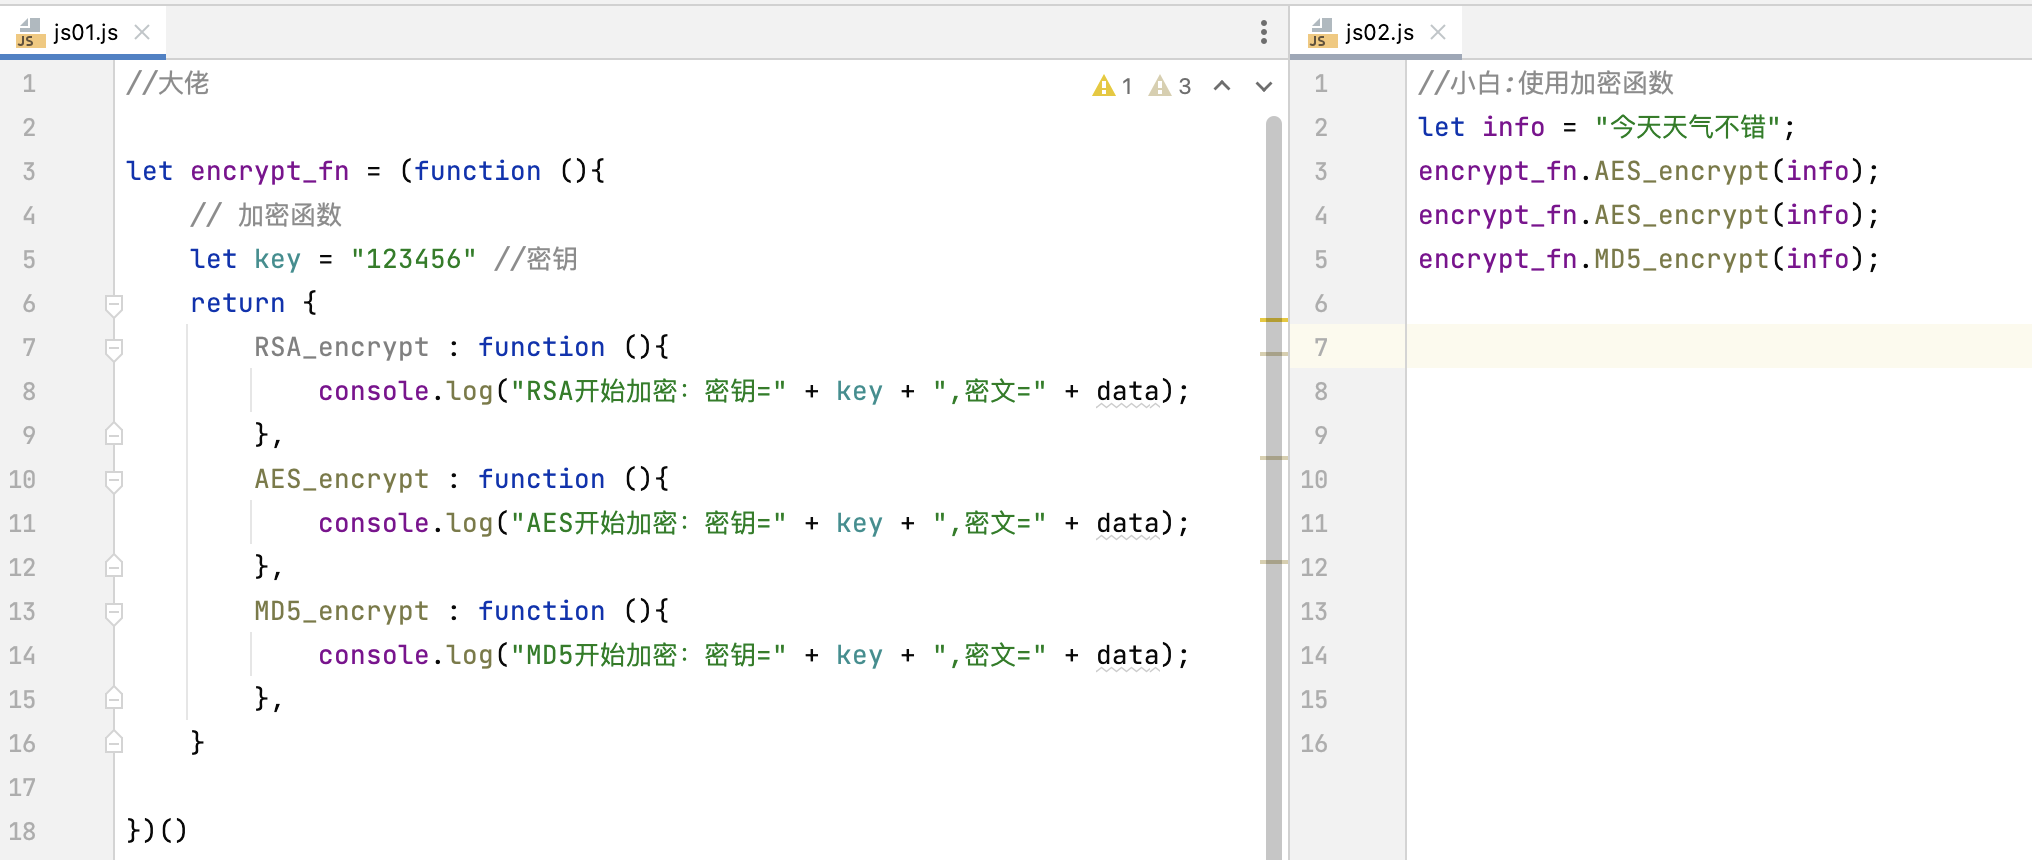 js01.js
//大佬
1 3
let encrypt_fn = (function (){
// 加密函数
let key = "123456" //密钥
return {
RSA_encrypt : function (){
console.log("RSA开始加密: 密钥=" + key + ",密文=" + data);
},
AES_encrypt : function (){
console.log("AES开始加密: 密钥=" + key + ",密文=" + data);
},
MD5_encrypt : function (){
console.log("MD5开始加密: 密钥=" + key + ",密文=" + data);
},
}
})()
1
2
3
4
5
6
7
8
9
10
11
12
13
14
15
16
17
18
js02.js
//小白:使用加密函数
let info = "今天天气不错";
encrypt_fn.AES_encrypt(info);
encrypt_fn.AES_encrypt(info);
encrypt_fn.MD5_encrypt(info);
1
2
3
4
5
6
7
8
9
10
11
12
13
14
15
16